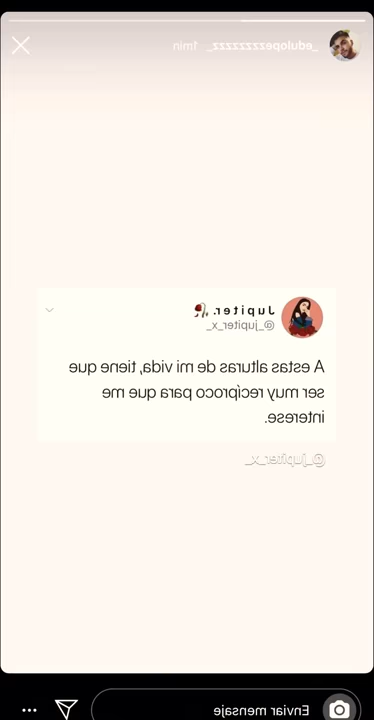 _edulopezzzzzzzzz_ 1min
Jupiter.
@_jupiter_x_
A estas alturas de mi vida, tiene que
ser muy recíproco para que me
interese.
@_jupiter_x_
Enviar mensaje